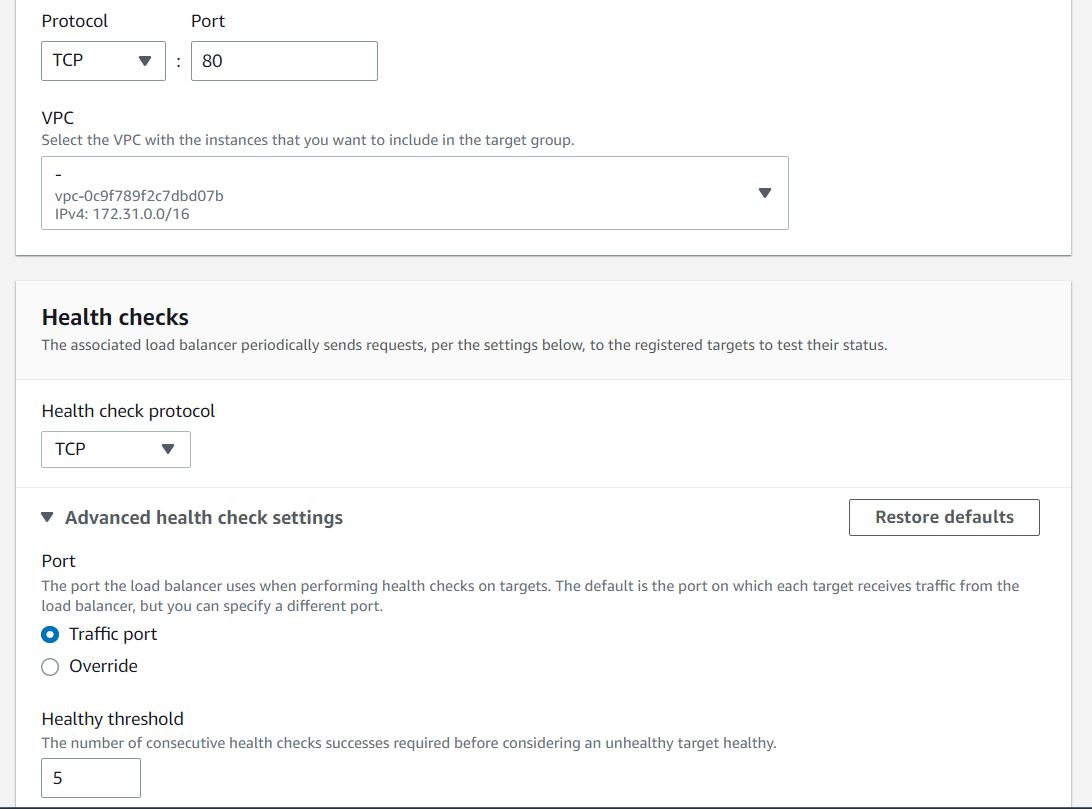 Protocol Port
TCP : 80
VPC
Select the VPC with the instances that you want to include in the target group.
-
vpc-0c9f789f2c7dbd07b
IPv4: 172.31.0.0/16
Health checks
The associated load balancer periodically sends requests, per the settings below, to the registered targets to test their status.
Health check protocol
TCP
Advanced health check settings Restore defaults
Port
The port the load balancer uses when performing health checks on targets. The default is the port on which each target receives traffic from the
load balancer, but you can specify a different port.
Traffic port
Override
Healthy threshold
The number of consecutive health checks successes required before considering an unhealthy target healthy.
5